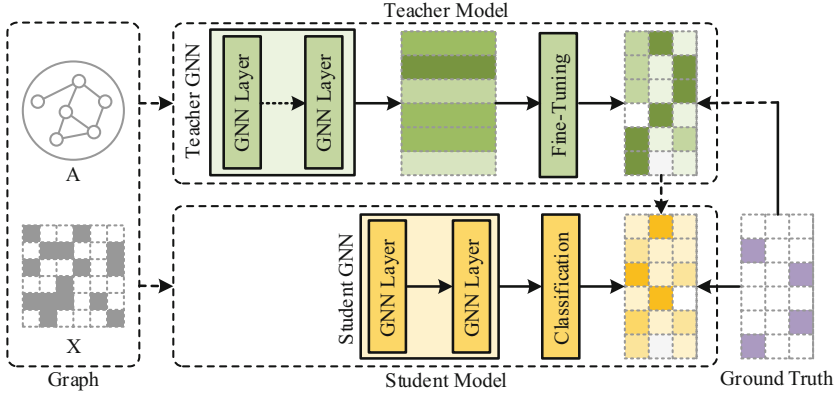 Teacher Model
Teacher GNN
GNN Layer
GNN Layer
Fine-Tuning
A
Student GNN
GNN Layer
GNN Layer
Classification
X
Graph
Student Model
Ground Truth